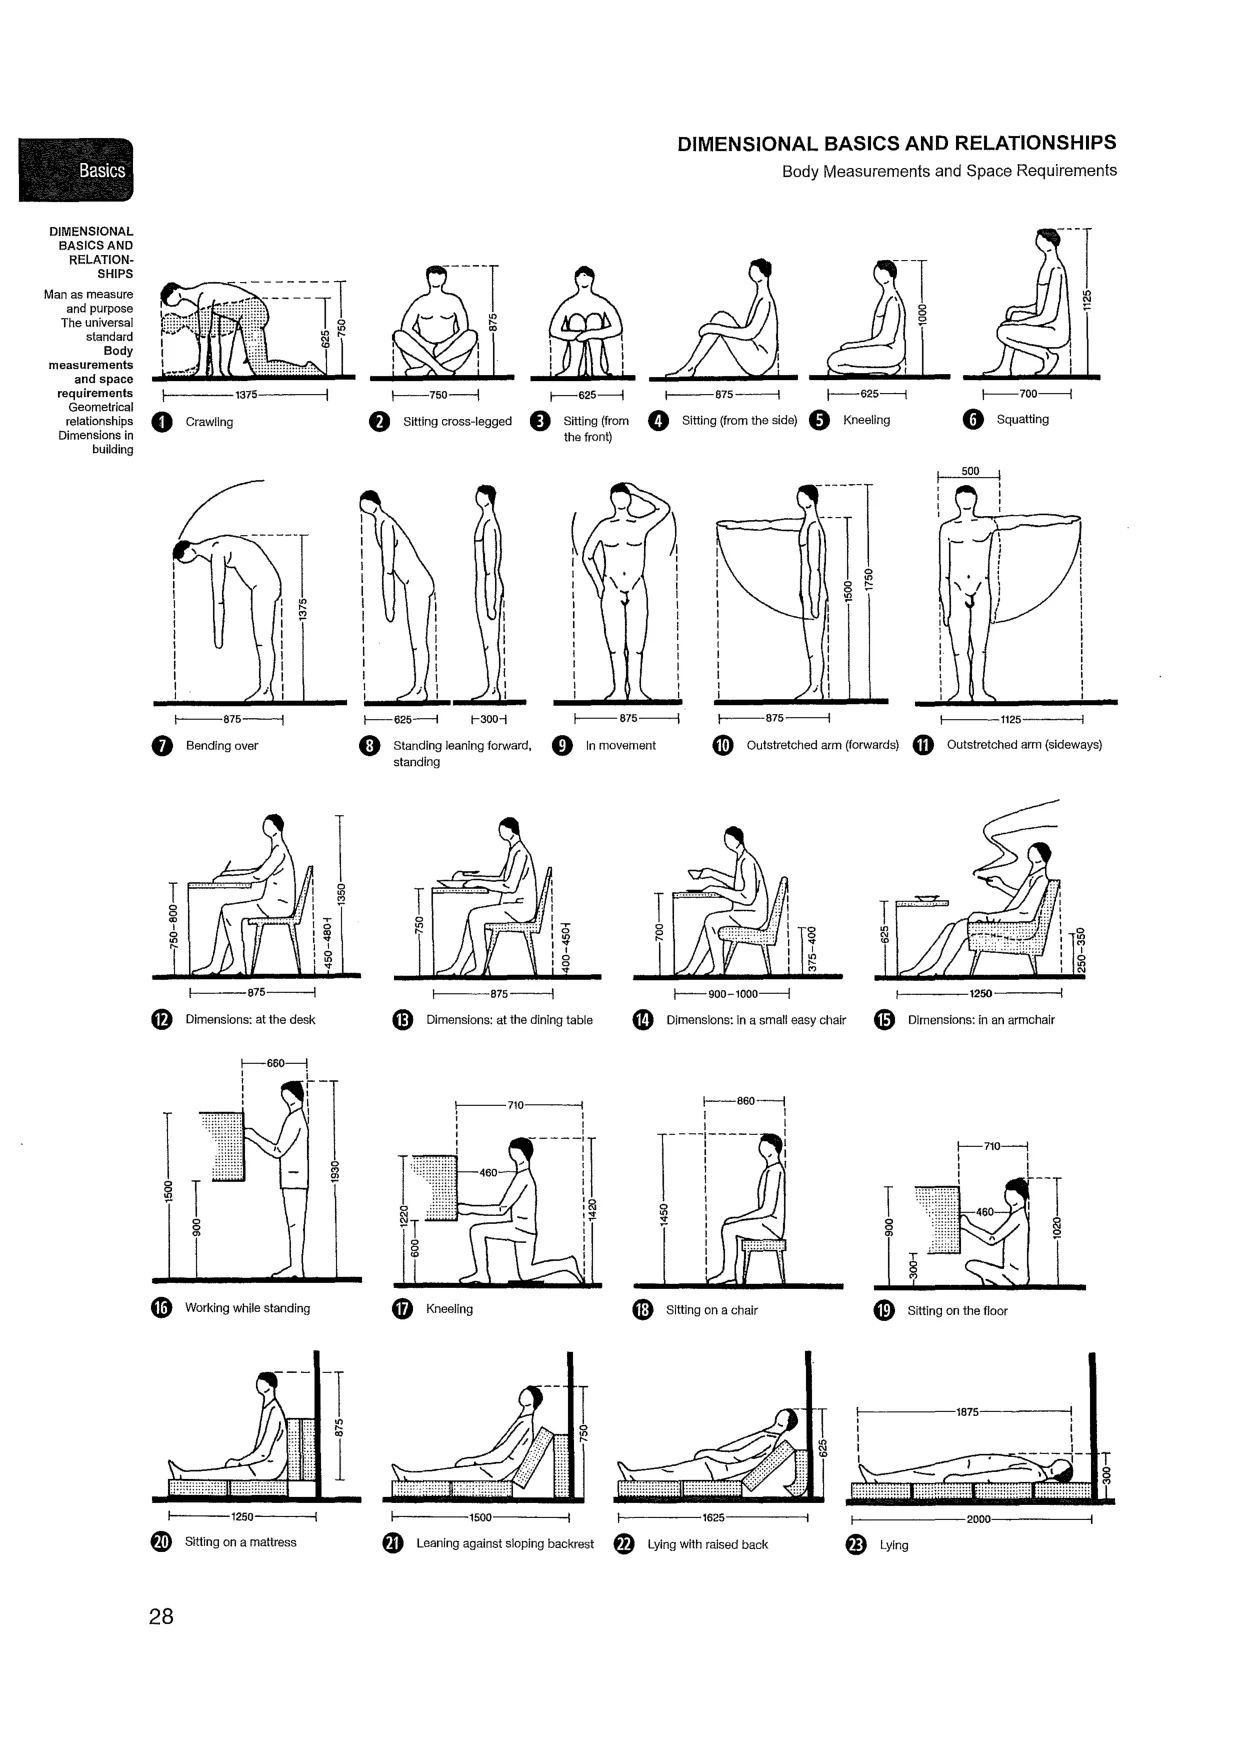 DIMENSIONAL BASICS AND RELATIONSHIPS
Body Measurements and Space Requirements
Basics
DIMENSIONAL
BASICS AND
RELATION-
SHIPS
Man as measure
and purpose
The universal
standard
Body
measurements
and space
requirements
Geometrical
relationships
Dimensions in
building
625
750
1375
1 Crawling
875
750
2 Sitting cross-legged
625
3 Sitting (from
the front)
875
4 Sitting (from the side)
1000
625
5 Kneeling
1125
700
6 Squatting
1375
875
7 Bending over
625
300
8 Standing leaning forward,
standing
875
9 In movement
1500
1750
875
10 Outstretched arm (forwards)
500
1125
11 Outstretched arm (sideways)
750–800
450–480
1350
875
12 Dimensions: at the desk
750
400–450
875
13 Dimensions: at the dining table
700
375–400
900–1000
14 Dimensions: in a small easy chair
625
250–350
1250
15 Dimensions: in an armchair
660
1500
900
1930
16 Working while standing
710
460
1220
600
1420
17 Kneeling
860
1450
18 Sitting on a chair
710
460
900
300
1020
19 Sitting on the floor
875
1250
20 Sitting on a mattress
750
1500
21 Leaning against sloping backrest
625
1625
22 Lying with raised back
1875
300
2000
23 Lying
28